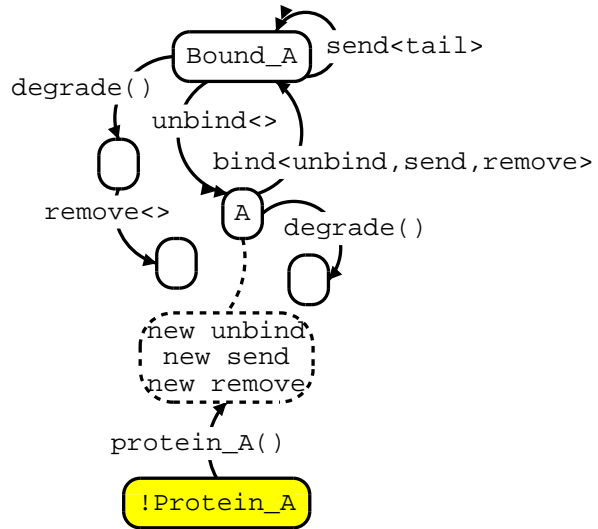 send<tail>
Bound_A
degrade()
unbind<>
bind<unbind,send,remove>
remove<>
A
degrade()
new unbind
new send
new remove
protein_A()
!Protein_A